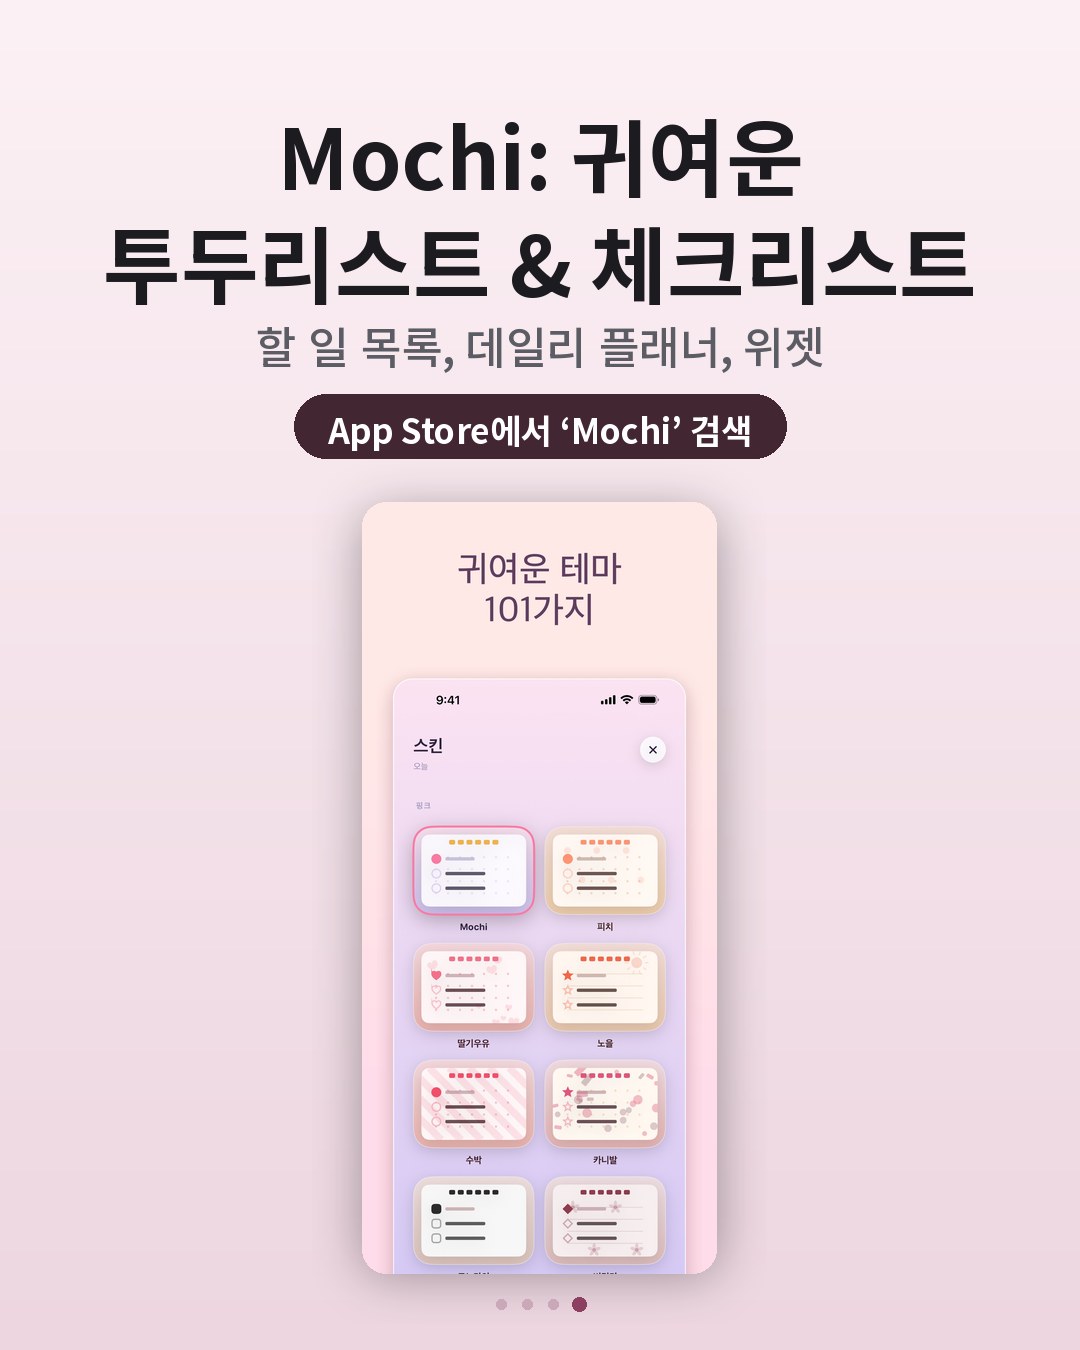 Mochi: 귀여운
투두리스트 & 체크리스트
할 일 목록, 데일리 플래너, 위젯
App Store에서 ‘Mochi’ 검색
귀여운 테마
101가지
9:41
스킨
오늘
핑크
Mochi
피치
딸기우유
노을
수박
카니발